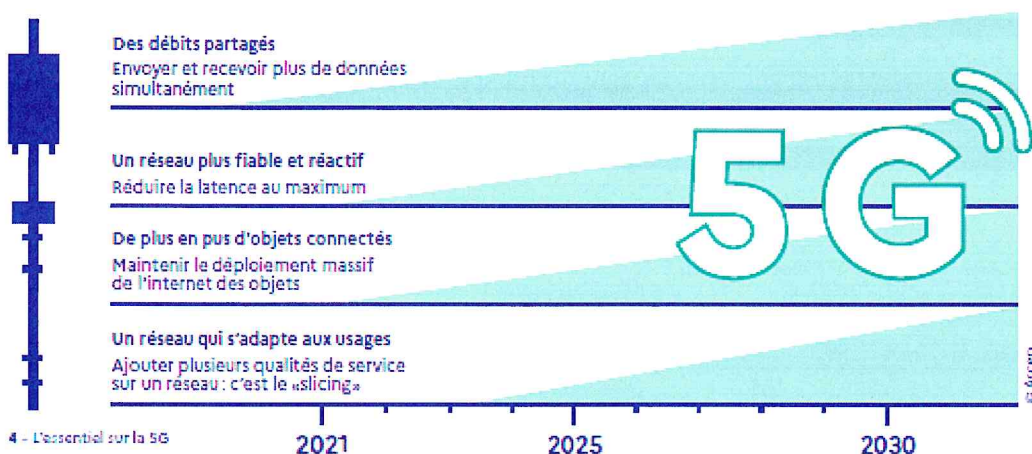 Des débits partagés
Envoyer et recevoir plus de données
simultanément
Un réseau plus fiable et réactif
Réduire la latence au maximum
De plus en pus d'objets connectés
Maintenir le déploiement massif
de l'internet des objets
Un réseau qui s'adapte aux usages
Ajouter plusieurs qualités de service
sur un réseau: c'est le «slicing»
5G
© Arcep
4 - L'essentiel sur la 5G
2021 2025 2030